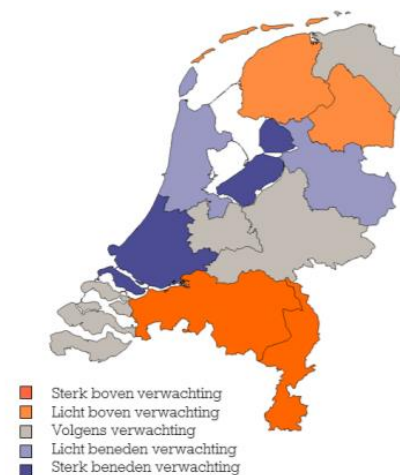 Sterk boven verwachting
Licht boven verwachting
Volgens verwachting
Licht beneden verwachting
Sterk beneden verwachting